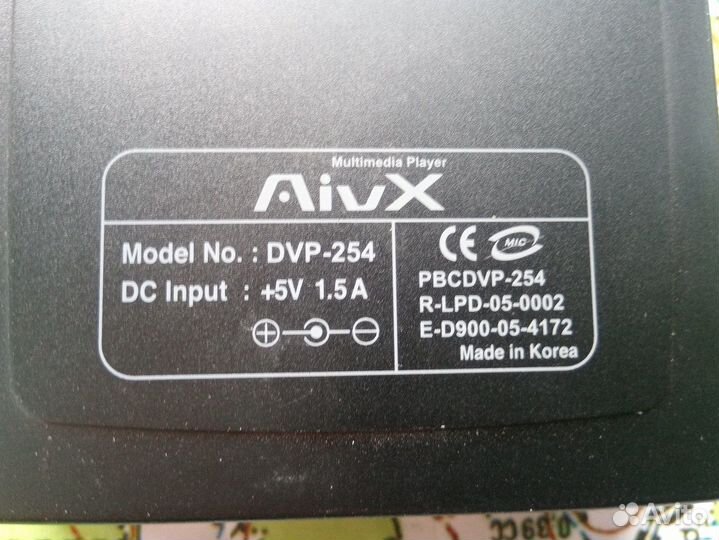 Multimedia Player
AivX
Model No. : DVP-254
DC Input : +5V 1.5A
CE MIC
PBCDVP-254
R-LPD-05-0002
E-D900-05-4172
Made in Korea
Avito